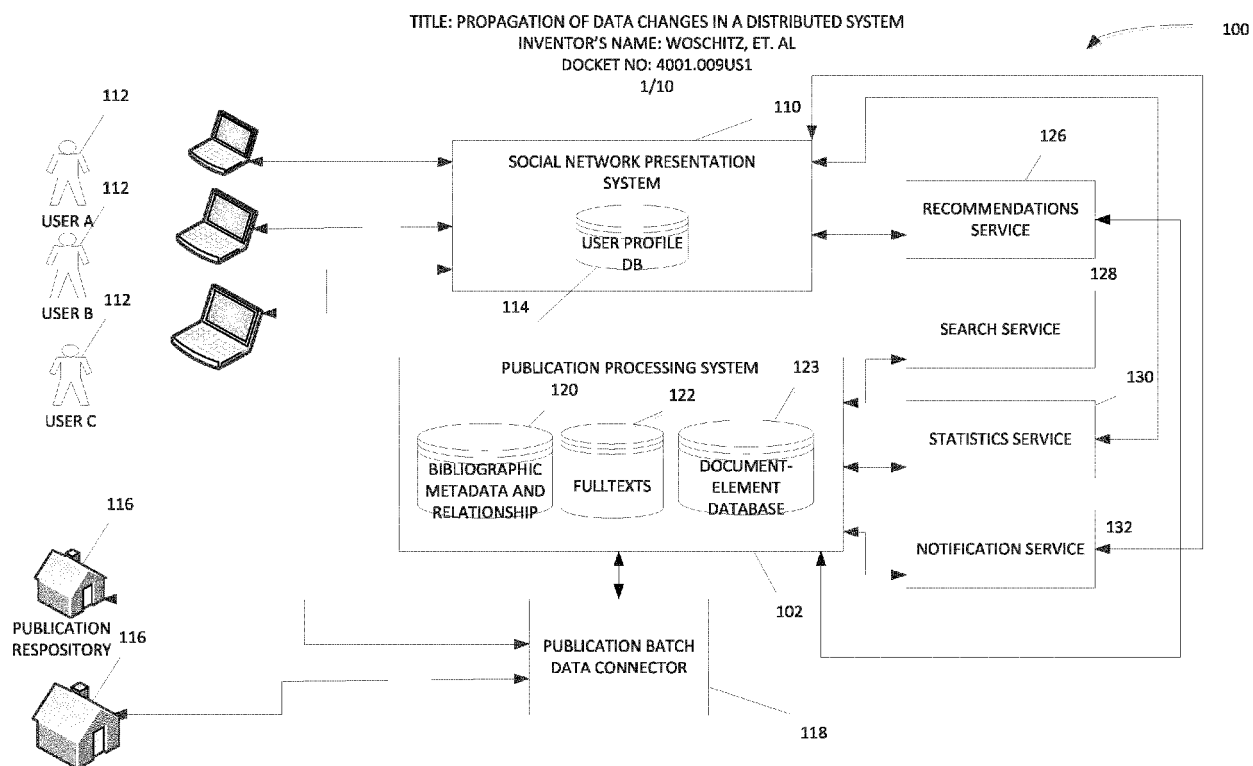 TITLE: PROPAGATION OF DATA CHANGES IN A DISTRIBUTED SYSTEM
INVENTOR'S NAME: WOSCHITZ, ET. AL
DOCKET NO: 4001.009US1
1/10
100
112
110
126
SOCIAL NETWORK PRESENTATION
SYSTEM
USER PROFILE
DB
114
RECOMMENDATIONS
SERVICE
112
USER A
128
112
USER B
SEARCH SERVICE
USER C
PUBLICATION PROCESSING SYSTEM
120
122
123
130
BIBLIOGRAPHIC
METADATA AND
RELATIONSHIP
FULLTEXTS
DOCUMENT-
ELEMENT
DATABASE
STATISTICS SERVICE
132
NOTIFICATION SERVICE
116
102
PUBLICATION
RESPOSITORY
116
PUBLICATION BATCH
DATA CONNECTOR
118